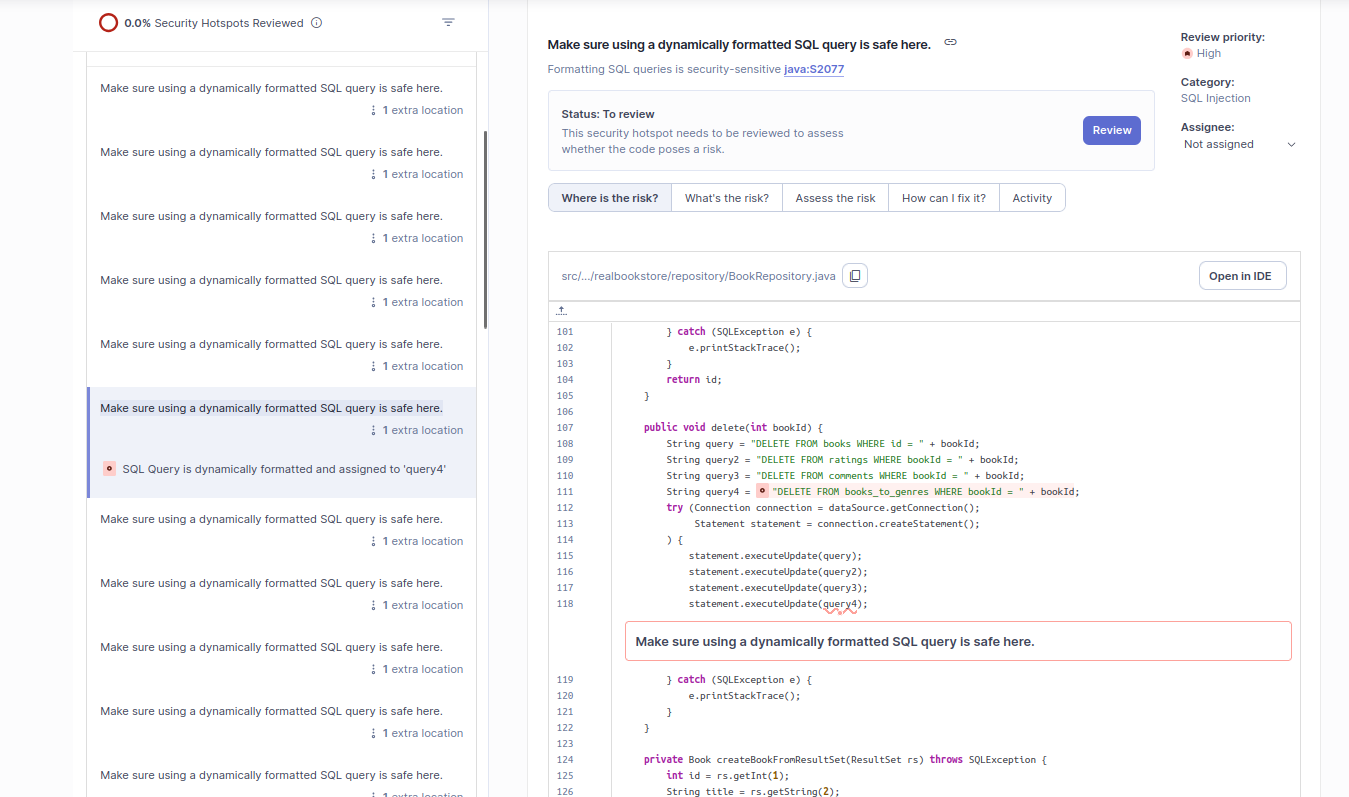 0.0% Security Hotspots Reviewed
Make sure using a dynamically formatted SQL query is safe here.
1 extra location
Make sure using a dynamically formatted SQL query is safe here.
1 extra location
Make sure using a dynamically formatted SQL query is safe here.
1 extra location
Make sure using a dynamically formatted SQL query is safe here.
1 extra location
Make sure using a dynamically formatted SQL query is safe here.
1 extra location
Make sure using a dynamically formatted SQL query is safe here.
1 extra location
SQL Query is dynamically formatted and assigned to 'query4'
Make sure using a dynamically formatted SQL query is safe here.
1 extra location
Make sure using a dynamically formatted SQL query is safe here.
1 extra location
Make sure using a dynamically formatted SQL query is safe here.
1 extra location
Make sure using a dynamically formatted SQL query is safe here.
1 extra location
Make sure using a dynamically formatted SQL query is safe here.
1 extra location
Make sure using a dynamically formatted SQL query is safe here.
Formatting SQL queries is security-sensitive java:S2077
Status: To review
This security hotspot needs to be reviewed to assess
whether the code poses a risk.
Review
Review priority:
High
Category:
SQL Injection
Assignee:
Not assigned
Where is the risk?
What's the risk?
Assess the risk
How can I fix it?
Activity
src/.../realbookstore/repository/BookRepository.java
Open in IDE
101 } catch (SQLException e) {
102 e.printStackTrace();
103 }
104 return id;
105 }
106
107 public void delete(int bookId) {
108 String query = "DELETE FROM books WHERE id = " + bookId;
109 String query2 = "DELETE FROM ratings WHERE bookId = " + bookId;
110 String query3 = "DELETE FROM comments WHERE bookId = " + bookId;
111 String query4 = "DELETE FROM books_to_genres WHERE bookId = " + bookId;
112 try (Connection connection = dataSource.getConnection();
113 Statement statement = connection.createStatement();
114 ) {
115 statement.executeUpdate(query);
116 statement.executeUpdate(query2);
117 statement.executeUpdate(query3);
118 statement.executeUpdate(query4);
Make sure using a dynamically formatted SQL query is safe here.
119 } catch (SQLException e) {
120 e.printStackTrace();
121 }
122 }
123
124 private Book createBookFromResultSet(ResultSet rs) throws SQLException {
125 int id = rs.getInt(1);
126 String title = rs.getString(2);